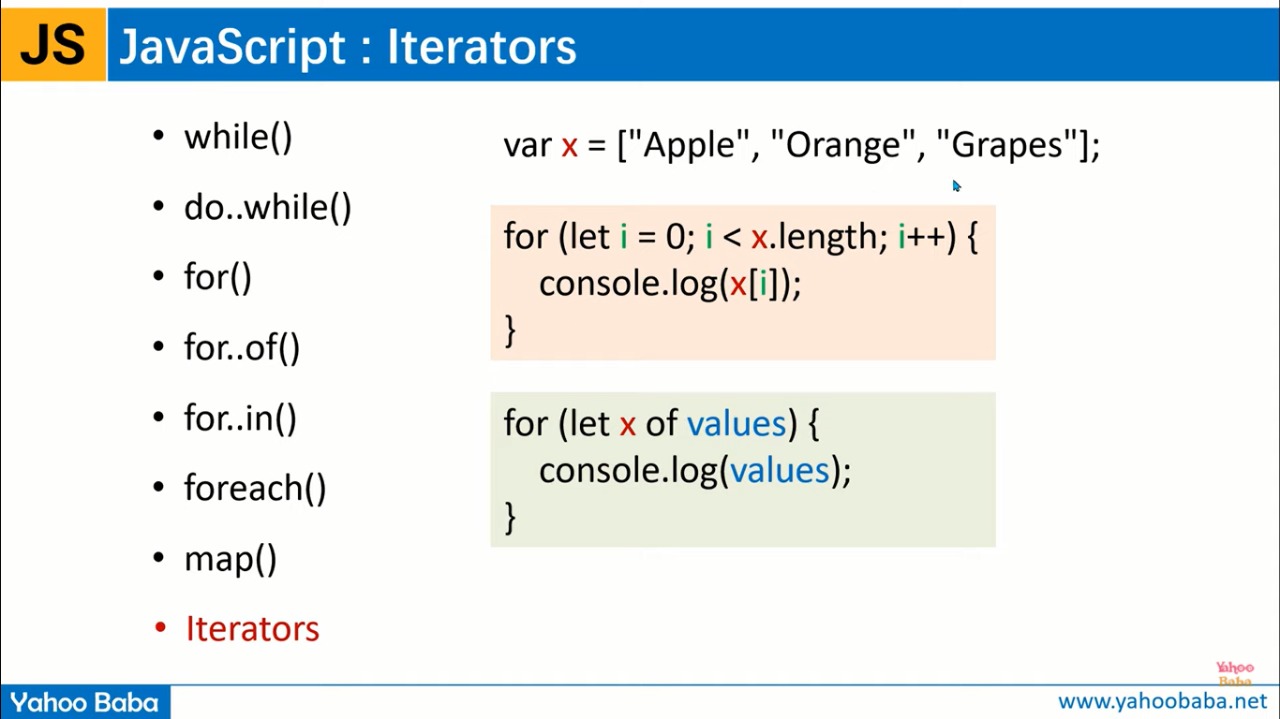 JS JavaScript : Iterators
• while()
• do..while()
• for()
• for..of()
• for..in()
• foreach()
• map()
• Iterators
var x = ["Apple", "Orange", "Grapes"];
for (let i = 0; i < x.length; i++) {
console.log(x[i]);
}
for (let x of values) {
console.log(values);
}
Yahoo
Baba
Yahoo Baba
www.yahoobaba.net